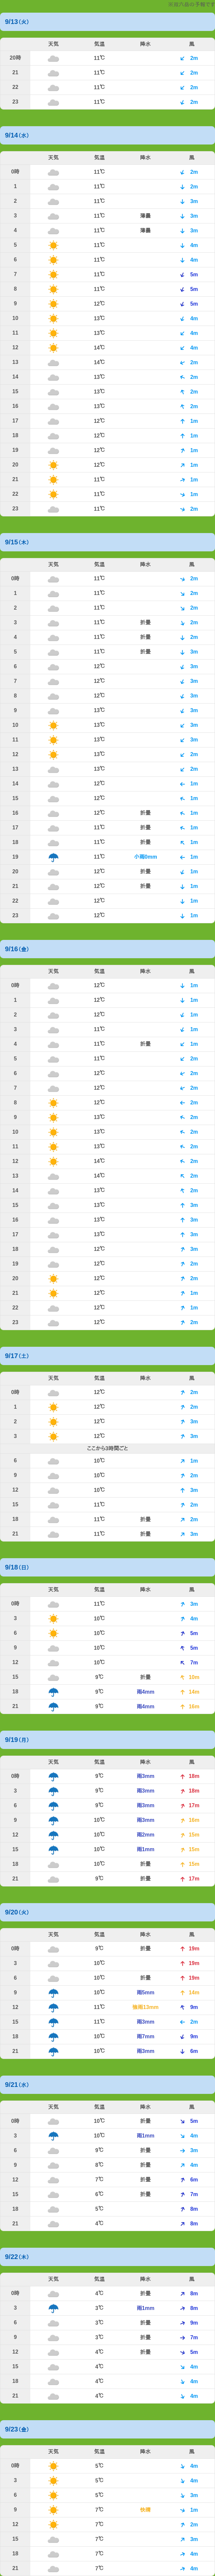 9/13(火)
天気 気温 降水 風
20時 11℃ 2m
21 11℃ 2m
22 11℃ 2m
23 11℃ 2m
9/14(水)
天気 気温 降水 風
0時 11℃ 2m
1 11℃ 2m
2 11℃ 3m
3 11℃ 薄曇 3m
4 11℃ 薄曇 3m
5 11℃ 4m
6 11℃ 4m
7 11℃ 5m
8 11℃ 5m
9 12℃ 5m
10 13℃ 4m
11 13℃ 4m
12 14℃ 4m
13 14℃ 2m
14 13℃ 2m
15 12℃ 2m
16 13℃ 2m
17 12℃ 1m
18 12℃ 1m
19 12℃ 1m
20 12℃ 1m
21 11℃ 1m
22 11℃ 1m
23 12℃ 2m
9/15(木)
天気 気温 降水 風
0時 11℃ 2m
1 11℃ 2m
2 11℃ 2m
3 11℃ 折曇 2m
4 11℃ 折曇 2m
5 11℃ 折曇 3m
6 12℃ 3m
7 12℃ 3m
8 12℃ 3m
9 13℃ 3m
10 13℃ 3m
11 13℃ 3m
12 13℃ 2m
13 13℃ 2m
14 12℃ 1m
15 12℃ 1m
16 12℃ 折曇 1m
17 11℃ 折曇 1m
18 11℃ 折曇 1m
19 11℃ 小雨0mm 1m
20 12℃ 折曇 1m
21 12℃ 折曇 1m
22 12℃ 1m
23 12℃ 1m
9/16(金)
天気 気温 降水 風
0時 12℃ 1m
1 12℃ 1m
2 12℃ 1m
3 11℃ 1m
4 11℃ 折曇 1m
5 11℃ 2m
6 12℃ 2m
7 12℃ 2m
8 12℃ 2m
9 13℃ 2m
10 13℃ 2m
11 13℃ 2m
12 14℃ 2m
13 14℃ 2m
14 13℃ 2m
15 13℃ 3m
16 13℃ 3m
17 13℃ 3m
18 12℃ 3m
19 12℃ 2m
20 12℃ 2m
21 12℃ 1m
22 12℃ 1m
23 12℃ 2m
9/17(土)
天気 気温 降水 風
0時 12℃ 2m
1 12℃ 2m
2 12℃ 3m
3 12℃ 3m
ここから3時間ごと
6 10℃ 1m
9 10℃ 2m
12 10℃ 3m
15 11℃ 2m
18 11℃ 折曇 2m
21 11℃ 折曇 3m
9/18(日)
天気 気温 降水 風
0時 11℃ 3m
3 10℃ 4m
6 10℃ 5m
9 10℃ 5m
12 10℃ 7m
15 9℃ 折曇 10m
18 9℃ 雨4mm 14m
21 9℃ 雨4mm 16m
9/19(月)
天気 気温 降水 風
0時 9℃ 雨3mm 18m
3 9℃ 雨3mm 18m
6 9℃ 雨3mm 17m
9 10℃ 雨3mm
12 10℃ 雨2mm 15m
15 10℃ 雨1mm 15m
18 10℃ 折曇 15m
21 9℃ 折曇 17m
9/20(火)
天気 気温 降水 風
0時 9℃ 折曇 19m
3 10℃ 19m
6 10℃ 折曇 19m
9 10℃ 雨5mm 14m
12 11℃ 強雨13mm 9m
15 11℃ 雨3mm 2m
18 10℃ 雨7mm 9m
21 10℃ 雨3mm 6m
9/21(水)
天気 気温 降水 風
0時 10℃ 折曇 5m
3 10℃ 雨1mm 4m
6 9℃ 折曇 3m
9 8℃ 折曇 4m
12 7℃ 折曇 6m
15 6℃ 折曇 7m
18 5℃ 8m
21 4℃ 8m
9/22(木)
天気 気温 降水 風
0時 4℃ 折曇 8m
3 3℃ 雨1mm 8m
6 3℃ 折曇 9m
9 3℃ 折曇 7m
12 4℃ 折曇 5m
15 4℃ 4m
18 4℃ 4m
21 4℃ 4m
9/23(金)
天気 気温 降水 風
0時 5℃ 4m
3 5℃ 4m
6 5℃ 3m
9 7℃ 快晴 1m
12 7℃ 2m
15 7℃ 3m
18 7℃ 4m
21 7℃ 4m